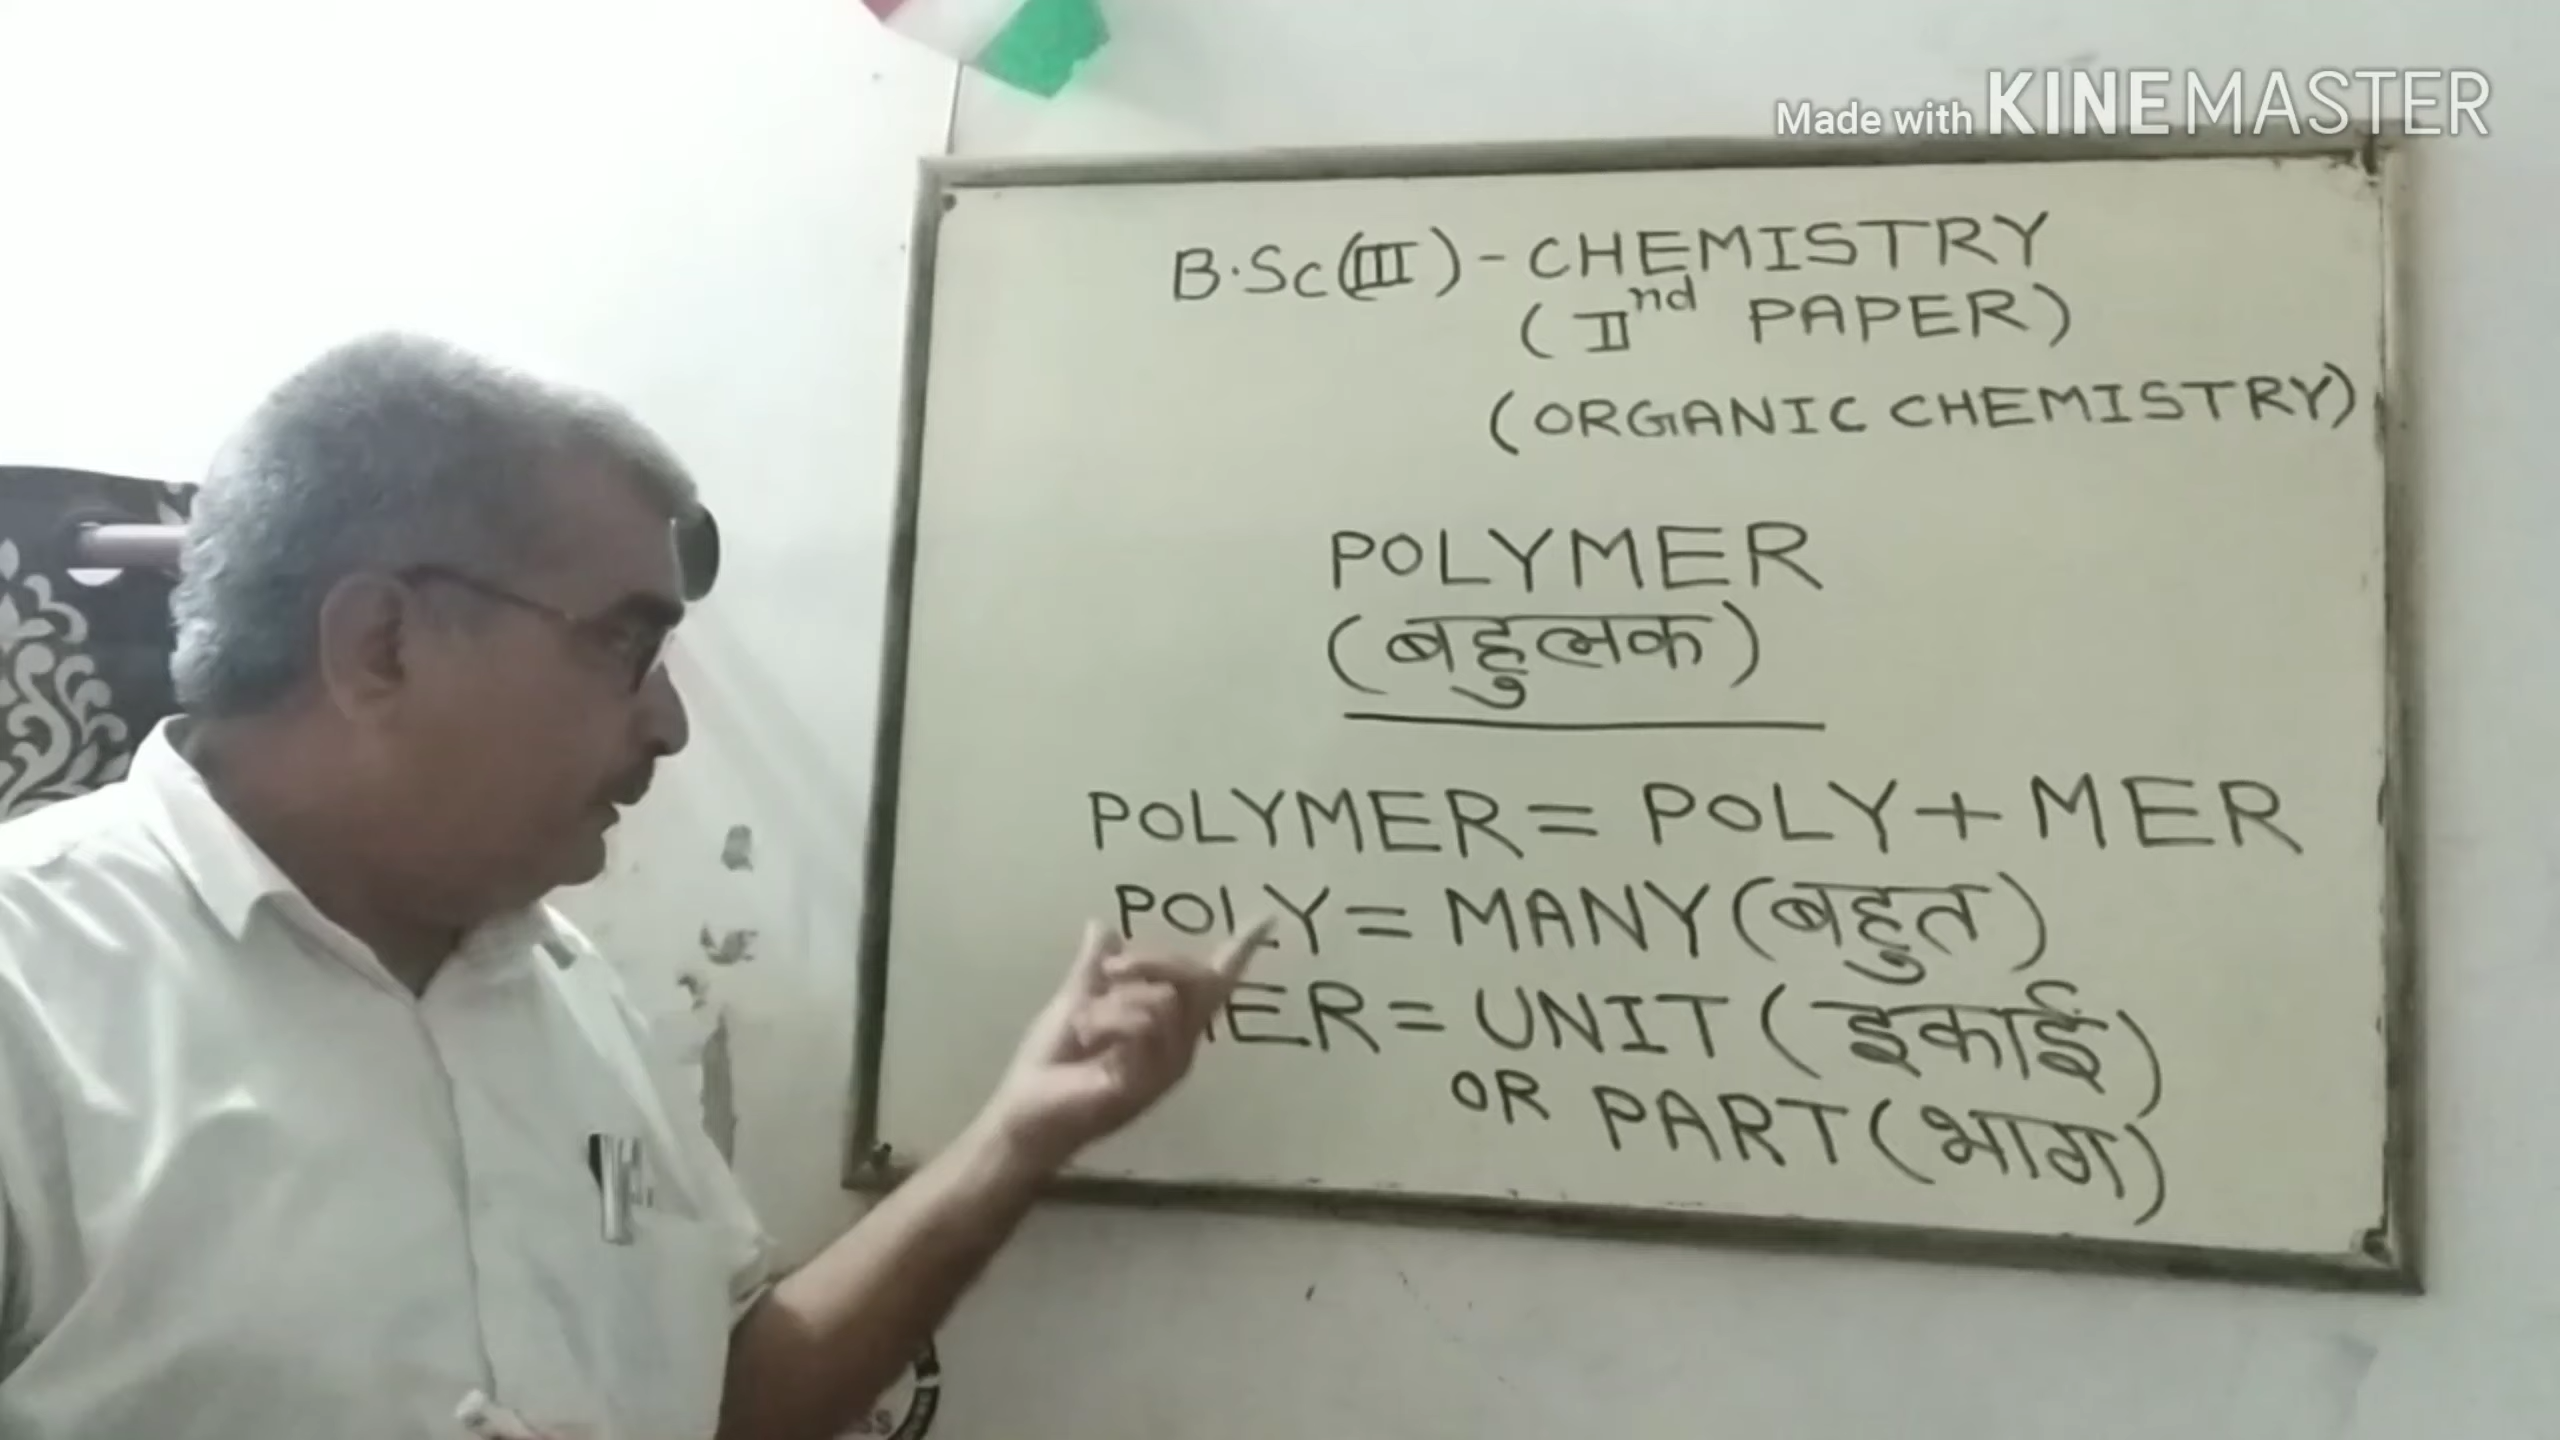 Made with KINEMASTER
B.Sc(III) - CHEMISTRY
(IInd PAPER)
(ORGANIC CHEMISTRY)
POLYMER
(बहुलक)
POLYMER = POLY + MER
POLY = MANY (बहुत)
MER = UNIT (इकाई)
OR PART (भाग)